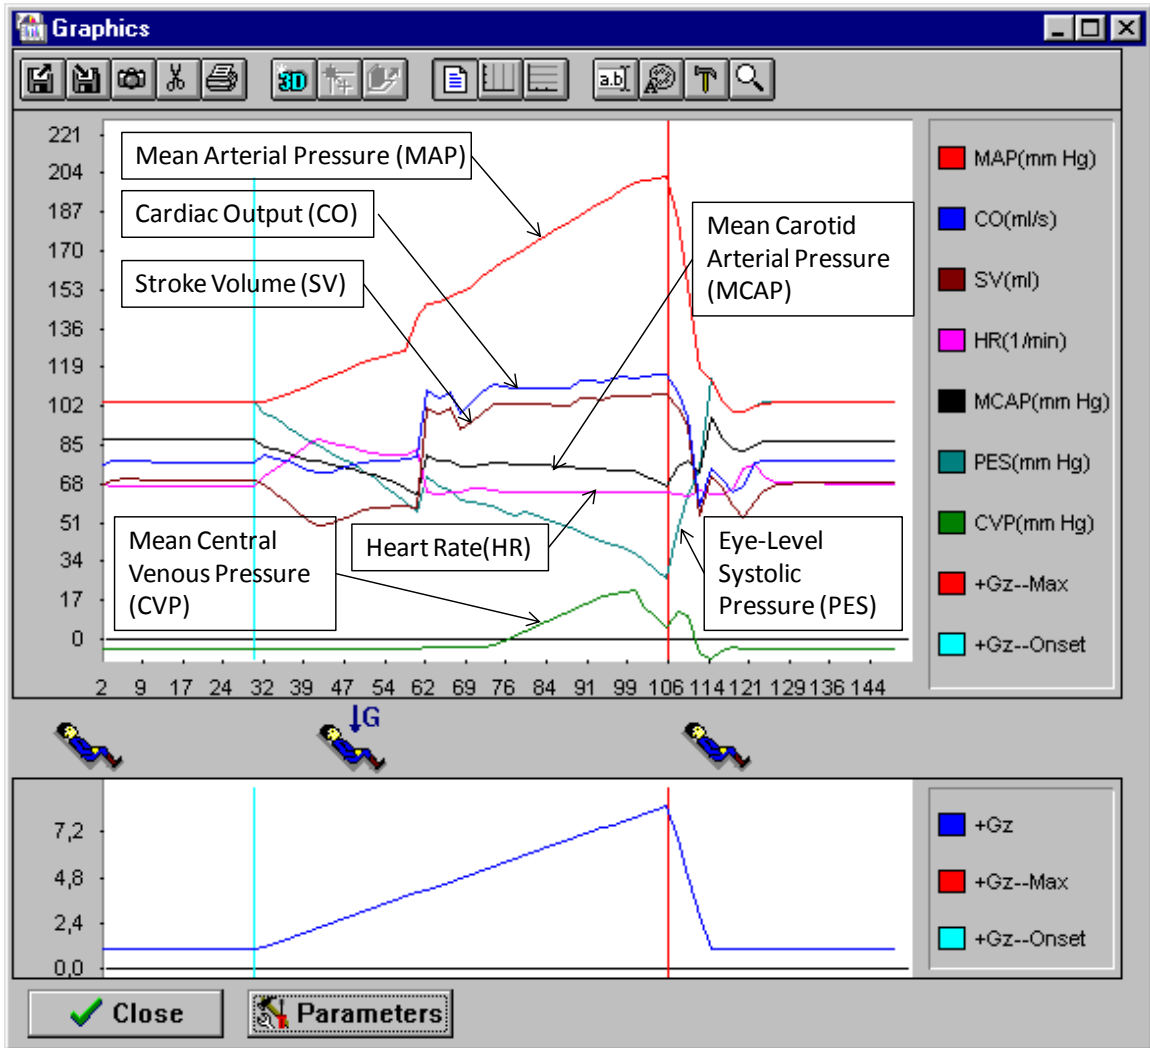 Graphics
3D
a.b
A
221
204
187
170
153
136
119
102
85
68
51
34
17
0
Mean Arterial Pressure (MAP)
Cardiac Output (CO)
Stroke Volume (SV)
Mean Carotid
Arterial Pressure
(MCAP)
Mean Central
Venous Pressure
(CVP)
Heart Rate(HR)
Eye-Level
Systolic
Pressure (PES)
2 9 17 24 32 39 47 54 62 69 76 84 91 99 106 114 121 129 136 144
MAP(mm Hg)
CO(ml/s)
SV(ml)
HR(1/min)
MCAP(mm Hg)
PES(mm Hg)
CVP(mm Hg)
+Gz--Max
+Gz--Onset
G
7,2
4,8
2,4
0,0
+Gz
+Gz--Max
+Gz--Onset
Close
Parameters